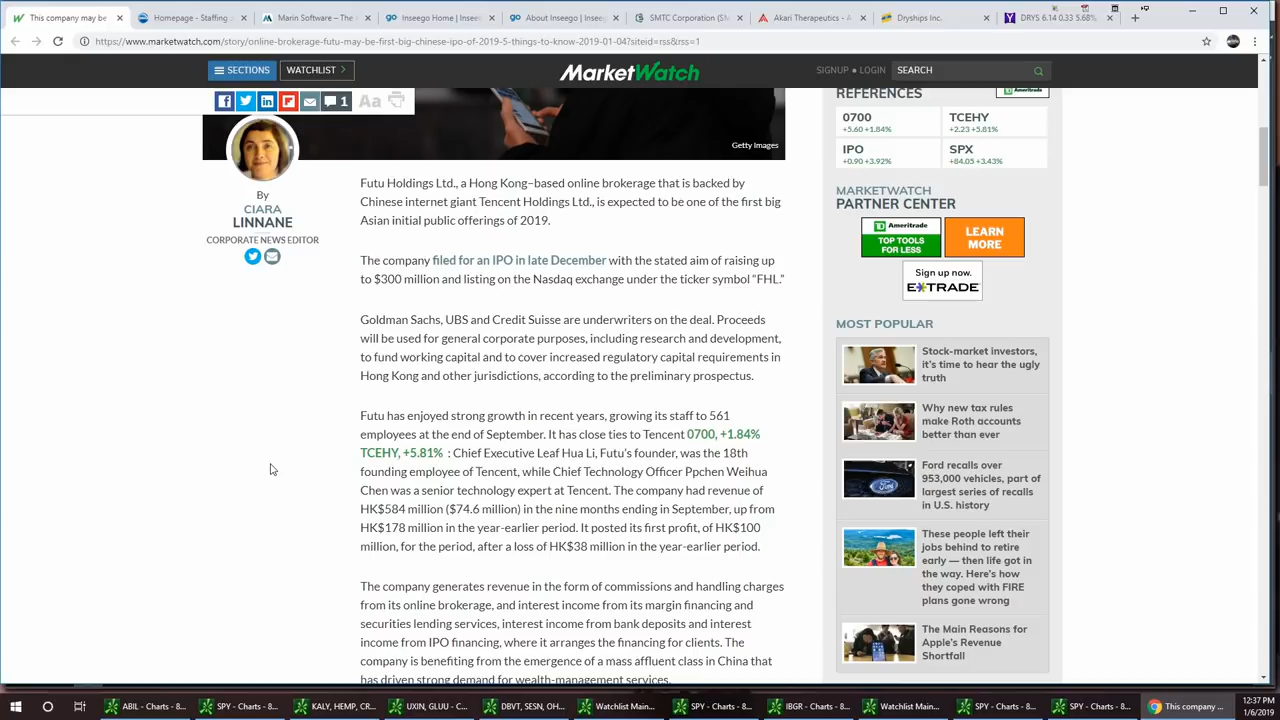 This company may be
Homepage - Staffing
Marin Software – The
Inseego Home | Inseeg
About Inseego | Inseeg
SMTC Corporation (SM
Akari Therapeutics – A
Dryships Inc.
DRYS 6.14 0.33 5.68%
https://www.marketwatch.com/story/online-brokerage-futu-may-be-first-big-chinese-ipo-of-2019-5-things-to-know-2019-01-04?siteid=rss&rss=1
SECTIONS
WATCHLIST
MarketWatch
SIGNUP • LOGIN
SEARCH
1
Aa
Getty Images
By
CIARA
LINNANE
CORPORATE NEWS EDITOR
Futu Holdings Ltd., a Hong Kong–based online brokerage that is backed by
Chinese internet giant Tencent Holdings Ltd., is expected to be one of the first big
Asian initial public offerings of 2019.
The company filed for an IPO in late December with the stated aim of raising up
to $300 million and listing on the Nasdaq exchange under the ticker symbol “FHL.”
Goldman Sachs, UBS and Credit Suisse are underwriters on the deal. Proceeds
will be used for general corporate purposes, including research and development,
to fund working capital and to cover increased regulatory capital requirements in
Hong Kong and other jurisdictions, according to the preliminary prospectus.
Futu has enjoyed strong growth in recent years, growing its staff to 561
employees at the end of September. It has close ties to Tencent 0700, +1.84%
TCEHY, +5.81% : Chief Executive Leaf Hua Li, Futu’s founder, was the 18th
founding employee of Tencent, while Chief Technology Officer Ppchen Weihua
Chen was a senior technology expert at Tencent. The company had revenue of
HK$584 million ($74.6 million) in the nine months ending in September, up from
HK$178 million in the year-earlier period. It posted its first profit, of HK$100
million, for the period, after a loss of HK$38 million in the year-earlier period.
The company generates revenue in the form of commissions and handling charges
from its online brokerage, and interest income from its margin financing and
securities lending services, interest income from bank deposits and interest
income from IPO financing, where it arranges the financing for clients. The
company is benefiting from the emergence of a mass affluent class in China that
has driven strong demand for wealth-management services.
REFERENCES
Ameritrade
0700
+5.60 +1.84%
TCEHY
+2.23 +5.81%
IPO
+0.90 +3.92%
SPX
+84.05 +3.43%
MARKETWATCH
PARTNER CENTER
Ameritrade
TOP TOOLS
FOR LESS
LEARN
MORE
Sign up now.
E*TRADE
MOST POPULAR
Stock-market investors,
it’s time to hear the ugly
truth
Why new tax rules
make Roth accounts
better than ever
Ford recalls over
953,000 vehicles, part of
largest series of recalls
in U.S. history
These people left their
jobs behind to retire
early — then life got in
the way. Here’s how
they coped with FIRE
plans gone wrong
The Main Reasons for
Apple’s Revenue
Shortfall
ABIL - Charts - 8...
SPY - Charts - 8...
KALY, HEMP, CR...
UXIN, GLUU - C...
DBVT, SESN, CP...
Watchlist Main...
SPY - Charts - 8...
IBGR - Charts - 8...
Watchlist Main...
SPY - Charts - 8...
SPY - Charts - 8...
This company ...
12:37 PM
1/6/2019